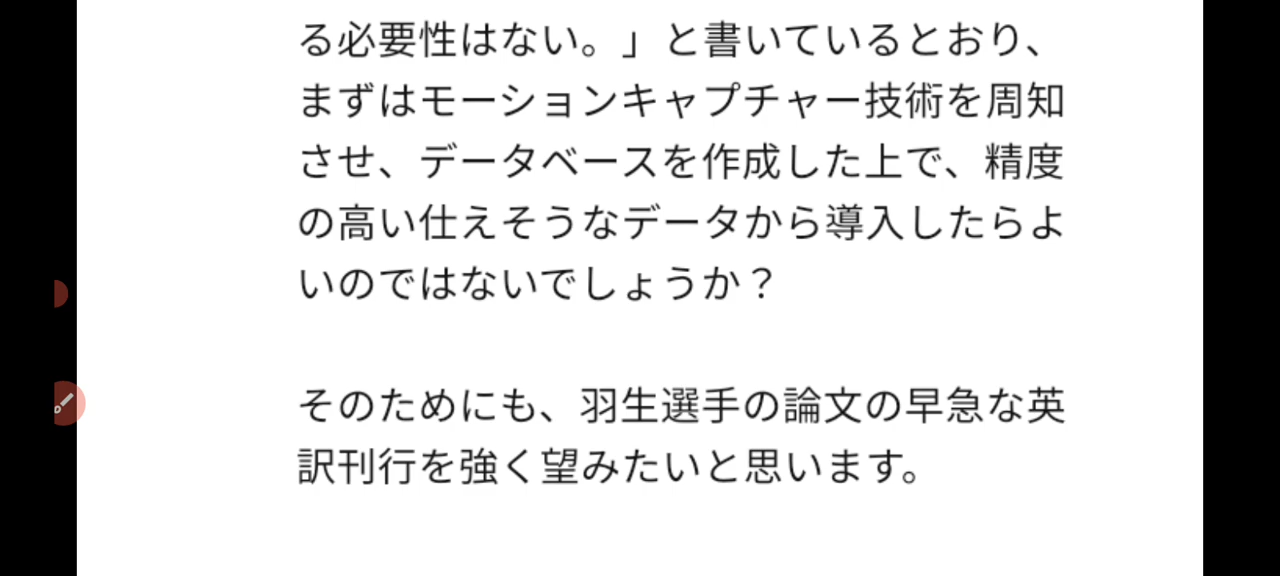 る必要性はない。」と書いているとおり、
まずはモーションキャプチャー技術を周知
させ、データベースを作成した上で、精度
の高い仕えそうなデータから導入したらよ
いのではないでしょうか？
そのためにも、羽生選手の論文の早急な英
訳刊行を強く望みたいと思います。